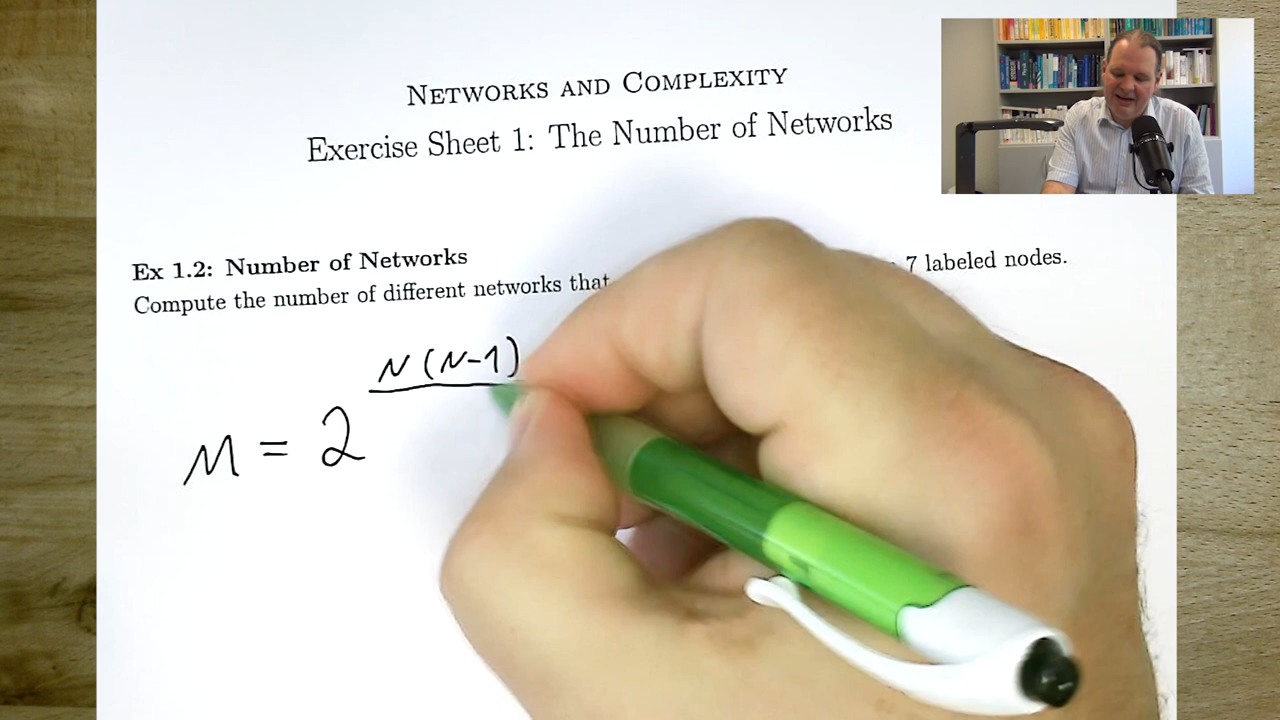 NETWORKS AND COMPLEXITY
Exercise Sheet 1: The Number of Networks
Ex 1.2: Number of Networks
Compute the number of different networks that 7 labeled nodes.
N(N-1)
M = 2